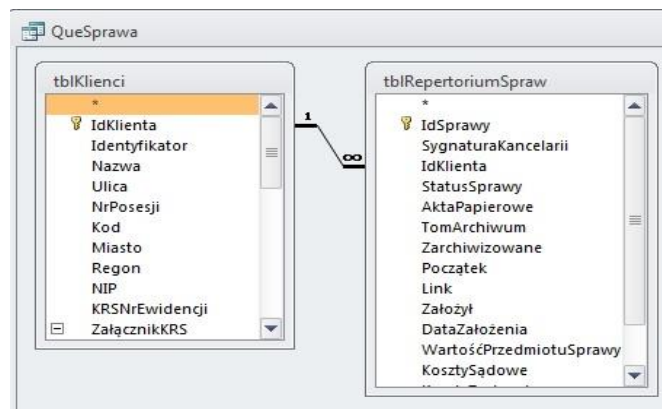 QueSprawa
tblKlienci
*
IdKlienta
Identyfikator
Nazwa
Ulica
NrPosesji
Kod
Miasto
Regon
NIP
KRSNrEwidencji
ZałącznikKRS
1
∞
tblRepertoriumSpraw
*
IdSprawy
SygnaturaKancelarii
IdKlienta
StatusSprawy
AktaPapierowe
TomArchiwum
Zarchiwizowane
Początek
Link
Założył
DataZałożenia
WartośćPrzedmiotuSprawy
KosztySądowe